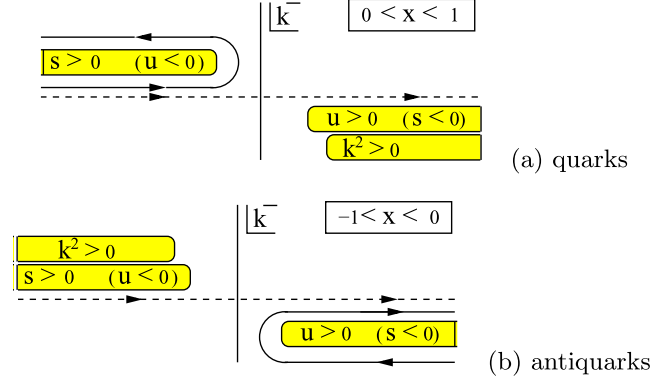 k⁻ 0 < x < 1
s > 0 (u < 0)
u > 0 (s < 0)
k² > 0
(a) quarks
k⁻ −1< x < 0
k² > 0
s > 0 (u < 0)
u > 0 (s < 0)
(b) antiquarks